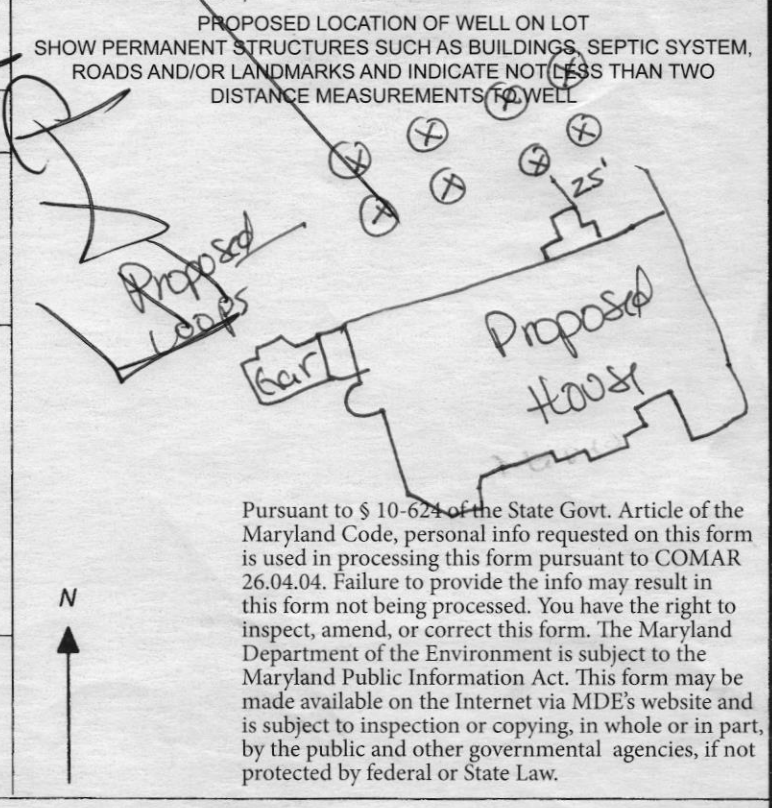 PROPOSED LOCATION OF WELL ON LOT
SHOW PERMANENT STRUCTURES SUCH AS BUILDINGS, SEPTIC SYSTEM,
ROADS AND/OR LANDMARKS AND INDICATE NOT LESS THAN TWO
DISTANCE MEASUREMENTS TO WELL
25'
Proposed
Loops
Gar
Proposed
House
Pursuant to § 10-624 of the State Govt. Article of the
Maryland Code, personal info requested on this form
is used in processing this form pursuant to COMAR
26.04.04. Failure to provide the info may result in
this form not being processed. You have the right to
inspect, amend, or correct this form. The Maryland
Department of the Environment is subject to the
Maryland Public Information Act. This form may be
made available on the Internet via MDE's website and
is subject to inspection or copying, in whole or in part,
by the public and other governmental agencies, if not
protected by federal or State Law.
N